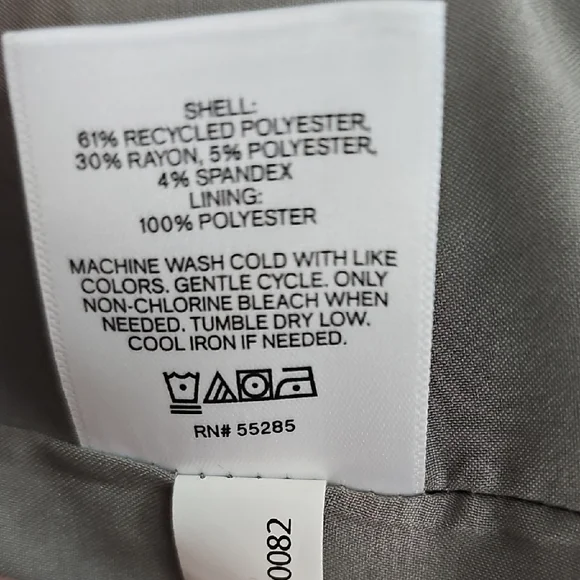 SHELL:
61% RECYCLED POLYESTER,
30% RAYON, 5% POLYESTER,
4% SPANDEX
LINING:
100% POLYESTER
MACHINE WASH COLD WITH LIKE
COLORS. GENTLE CYCLE. ONLY
NON-CHLORINE BLEACH WHEN
NEEDED. TUMBLE DRY LOW.
COOL IRON IF NEEDED.
RN# 55285
0082